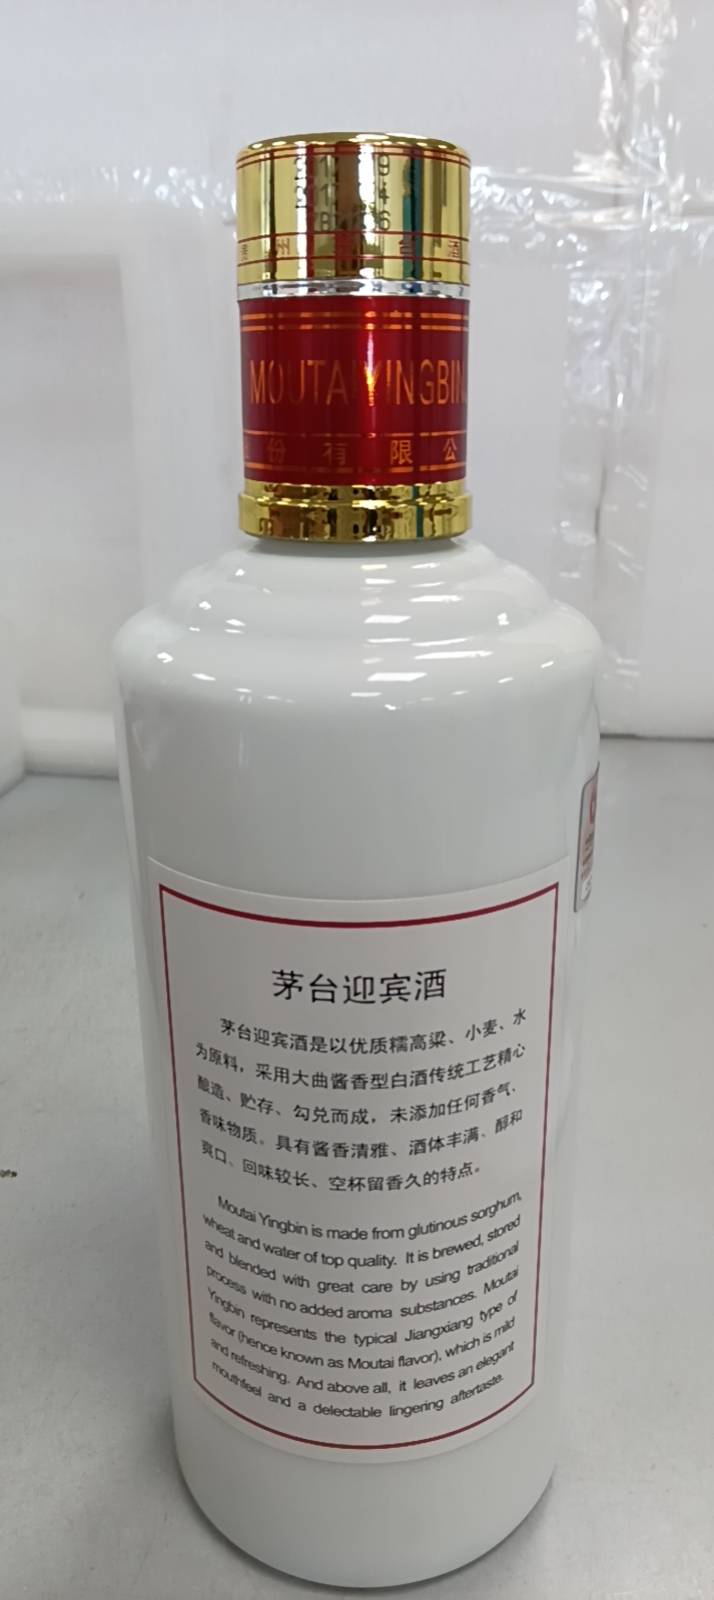 州 台 酒
MOUTAI YINGBIN
份 有 限 公
茅台迎宾酒
茅台迎宾酒是以优质糯高粱、小麦、水
为原料，采用大曲酱香型白酒传统工艺精心
酿造、贮存、勾兑而成，未添加任何香气、
香味物质。具有酱香清雅、酒体丰满、醇和
爽口、回味较长、空杯留香久的特点。
Moutai Yingbin is made from glutinous sorghum,
wheat and water of top quality. It is brewed, stored
and blended with great care by using traditional
process with no added aroma substances. Moutai
Yingbin represents the typical Jiangxiang type of
flavor (hence known as Moutai flavor), which is mild
and refreshing. And above all, it leaves an elegant
mouthfeel and a delectable lingering aftertaste.